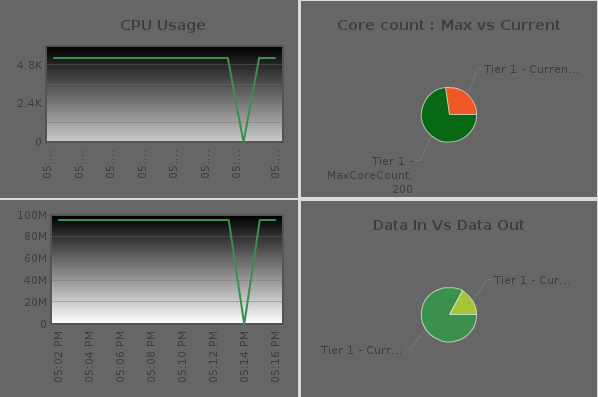 CPU Usage
4.8K
2.4K
0
05:...
05:...
05:...
05:...
05:...
05:...
05:...
05:...
Core count : Max vs Current
Tier 1 - Curren...
Tier 1 -
MaxCoreCount,
200
100M
80M
60M
40M
20M
0
05:02 PM
05:04 PM
05:06 PM
05:08 PM
05:10 PM
05:12 PM
05:14 PM
05:16 PM
Data In Vs Data Out
Tier 1 - Cur...
Tier 1 - Curr...